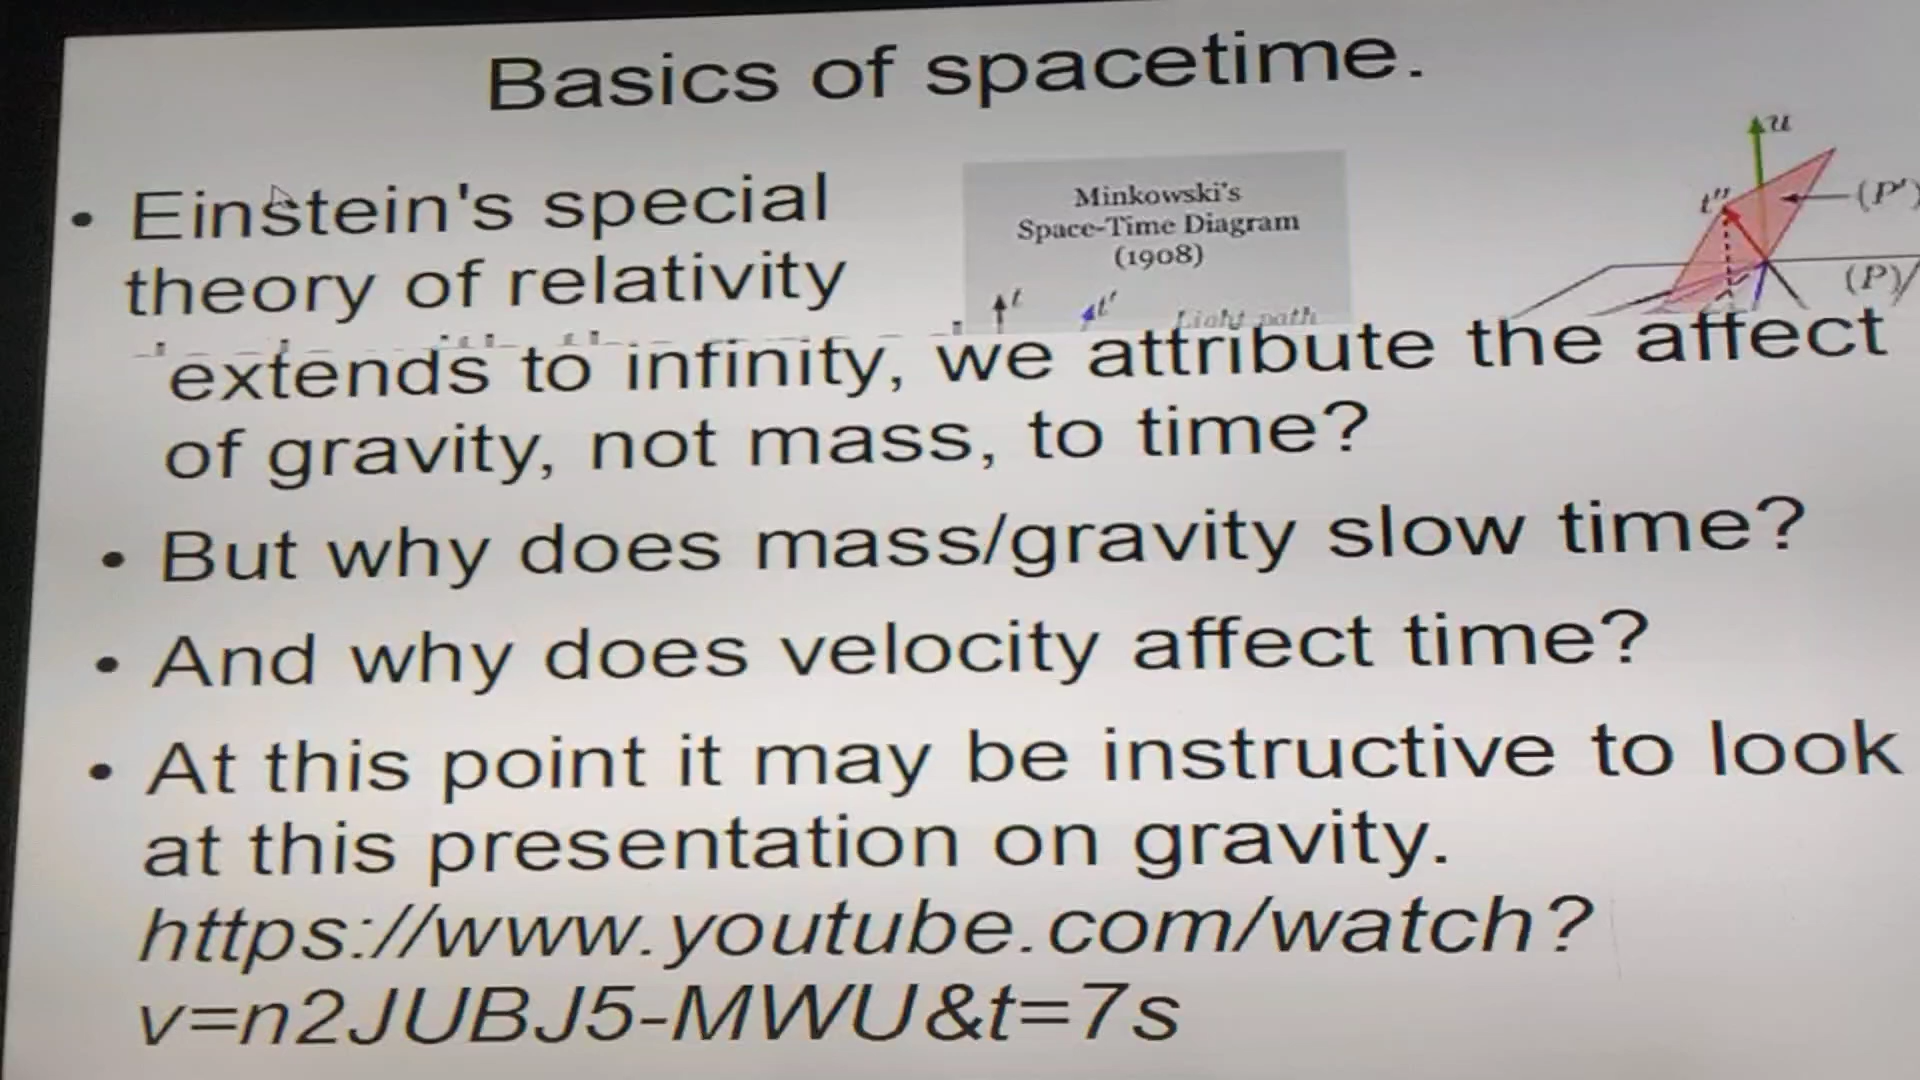 Basics of spacetime.
u
• Einstein's special
Minkowski's
Space-Time Diagram
(1908)
t''
(P')
theory of relativity
t
t'
Light path
(P)
extends to infinity, we attribute the affect
of gravity, not mass, to time?
• But why does mass/gravity slow time?
• And why does velocity affect time?
• At this point it may be instructive to look
at this presentation on gravity.
https://www.youtube.com/watch?
v=n2JUBJ5-MWU&t=7s